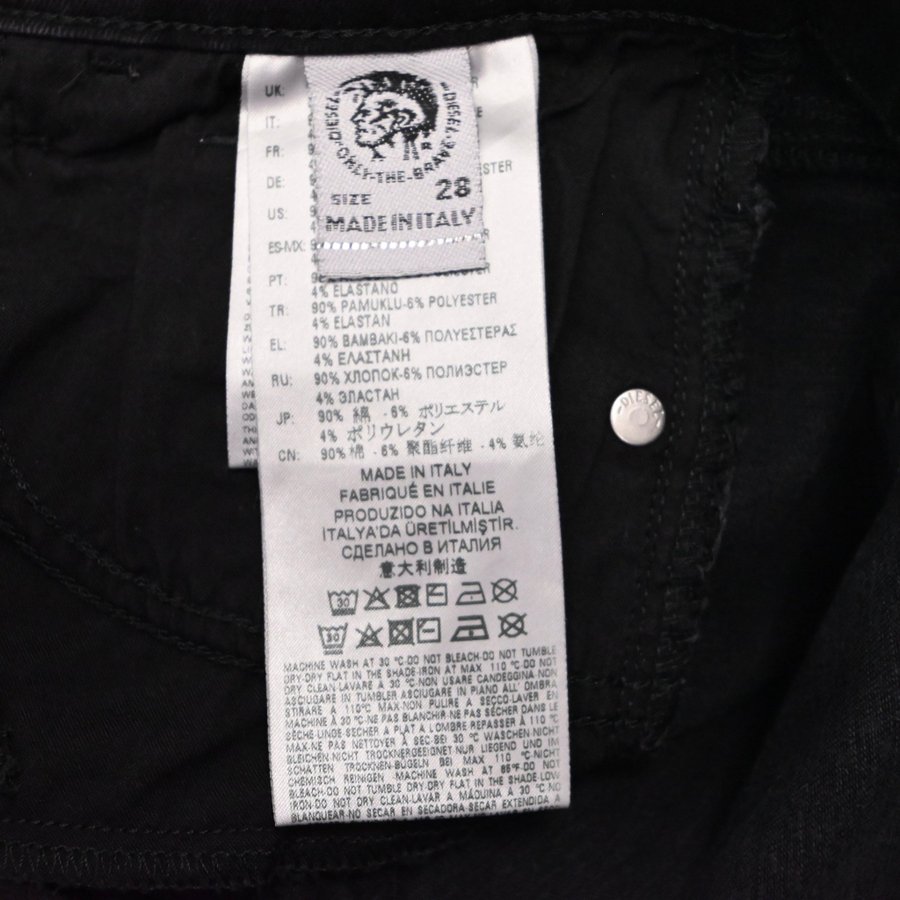 DIESEL
ONLY-THE-BRAVE
SIZE 28
MADE IN ITALY
UK:
IT:
FR:
DE:
US:
ES-MX:
PT:
4% ELASTANO
TR: 90% PAMUKLU-6% POLYESTER
4% ELASTAN
EL: 90% ΒΑΜΒΑΚΙ-6% ΠΟΛΥΕΣΤΕΡΑΣ
4% ΕΛΑΣΤΑΝΗ
RU: 90% ХЛОПОК-6% ПОЛИЭСТЕР
4% ЭЛАСТАН
JP: 90% 綿 -6% ポリエステル
4% ポリウレタン
CN: 90% 棉 -6% 聚酯纤维 -4% 氨纶
MADE IN ITALY
FABRIQUÉ EN ITALIE
PRODUZIDO NA ITALIA
İTALYA'DA ÜRETİLMİŞTİR.
СДЕЛАНО В ИТАЛИЯ
意大利制造
30
30
MACHINE WASH AT 30 °C-DO NOT BLEACH-DO NOT TUMBLE
DRY-DRY FLAT IN THE SHADE-IRON AT MAX 110 °C-DO NOT
DRY CLEAN-LAVARE A 30°C-NON USARE CANDEGGINA-NON
ASCIUGARE IN TUMBLER ASCIUGARE IN PIANO ALL' OMBRA
STIRARE A 110°C MAX-NON PULIRE A SECCO-LAVER EN
MACHINE À 30 °C-NE PAS BLANCHIR-NE PAS SÉCHER DANS LE
SÈCHE-LINGE-SÉCHER A PLAT À L'OMBRE REPASSER À 110 °C
MAX-NE PAS NETTOYER À SEC-BEI 30 °C WASCHEN-NICHT
BLEICHEN-NICHT TROCKNERGEEIGNET-NUR LIEGEND UND IM
SCHATTEN TROCKNEN-BÜGELN BEI MAX 110 °C-NICHT
CHEMISCH REINIGEN MACHINE WASH AT 85°F-DO NOT
BLEACH-DO NOT TUMBLE DRY-DRY FLAT IN THE SHADE-LOW
IRON-DO NOT DRY CLEAN-LAVAR A MÁQUINA A 30 °C-NO
BLANQUEAR-NO SECAR EN SECADORA-SECAR EXTENDIDA A
DIESEL